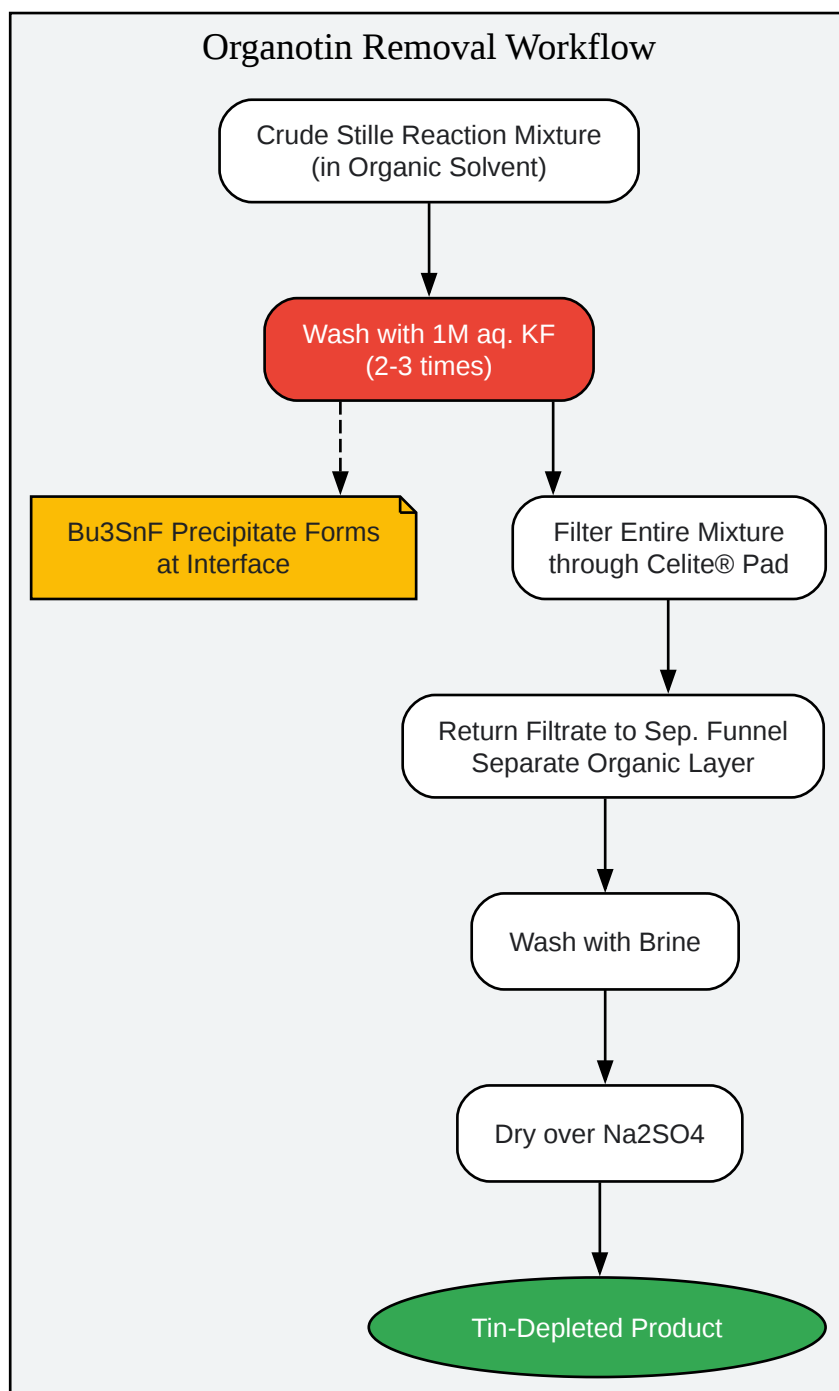 Organotin Removal Workflow
Crude Stille Reaction Mixture
(in Organic Solvent)
Wash with 1M aq. KF
(2-3 times)
Bu3SnF Precipitate Forms
at Interface
Filter Entire Mixture
through Celite® Pad
Return Filtrate to Sep. Funnel
Separate Organic Layer
Wash with Brine
Dry over Na2SO4
Tin-Depleted Product